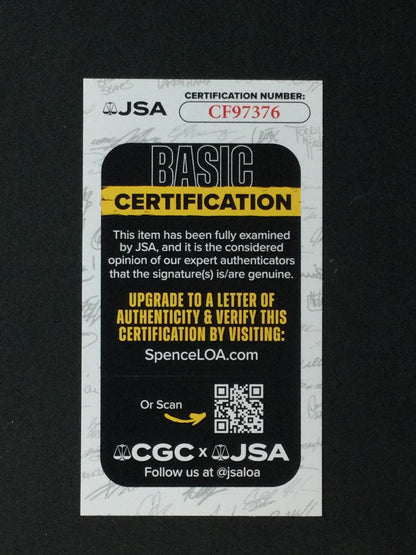 CERTIFICATION NUMBER:
JSA
CF97376
BASIC
CERTIFICATION
This item has been fully examined
by JSA, and it is the considered
opinion of our expert authenticators
that the signature(s) is/are genuine.
UPGRADE TO A LETTER OF
AUTHENTICITY & VERIFY THIS
CERTIFICATION BY VISITING:
SpenceLOA.com
Or Scan
CGC x JSA
Follow us at @jsaloa